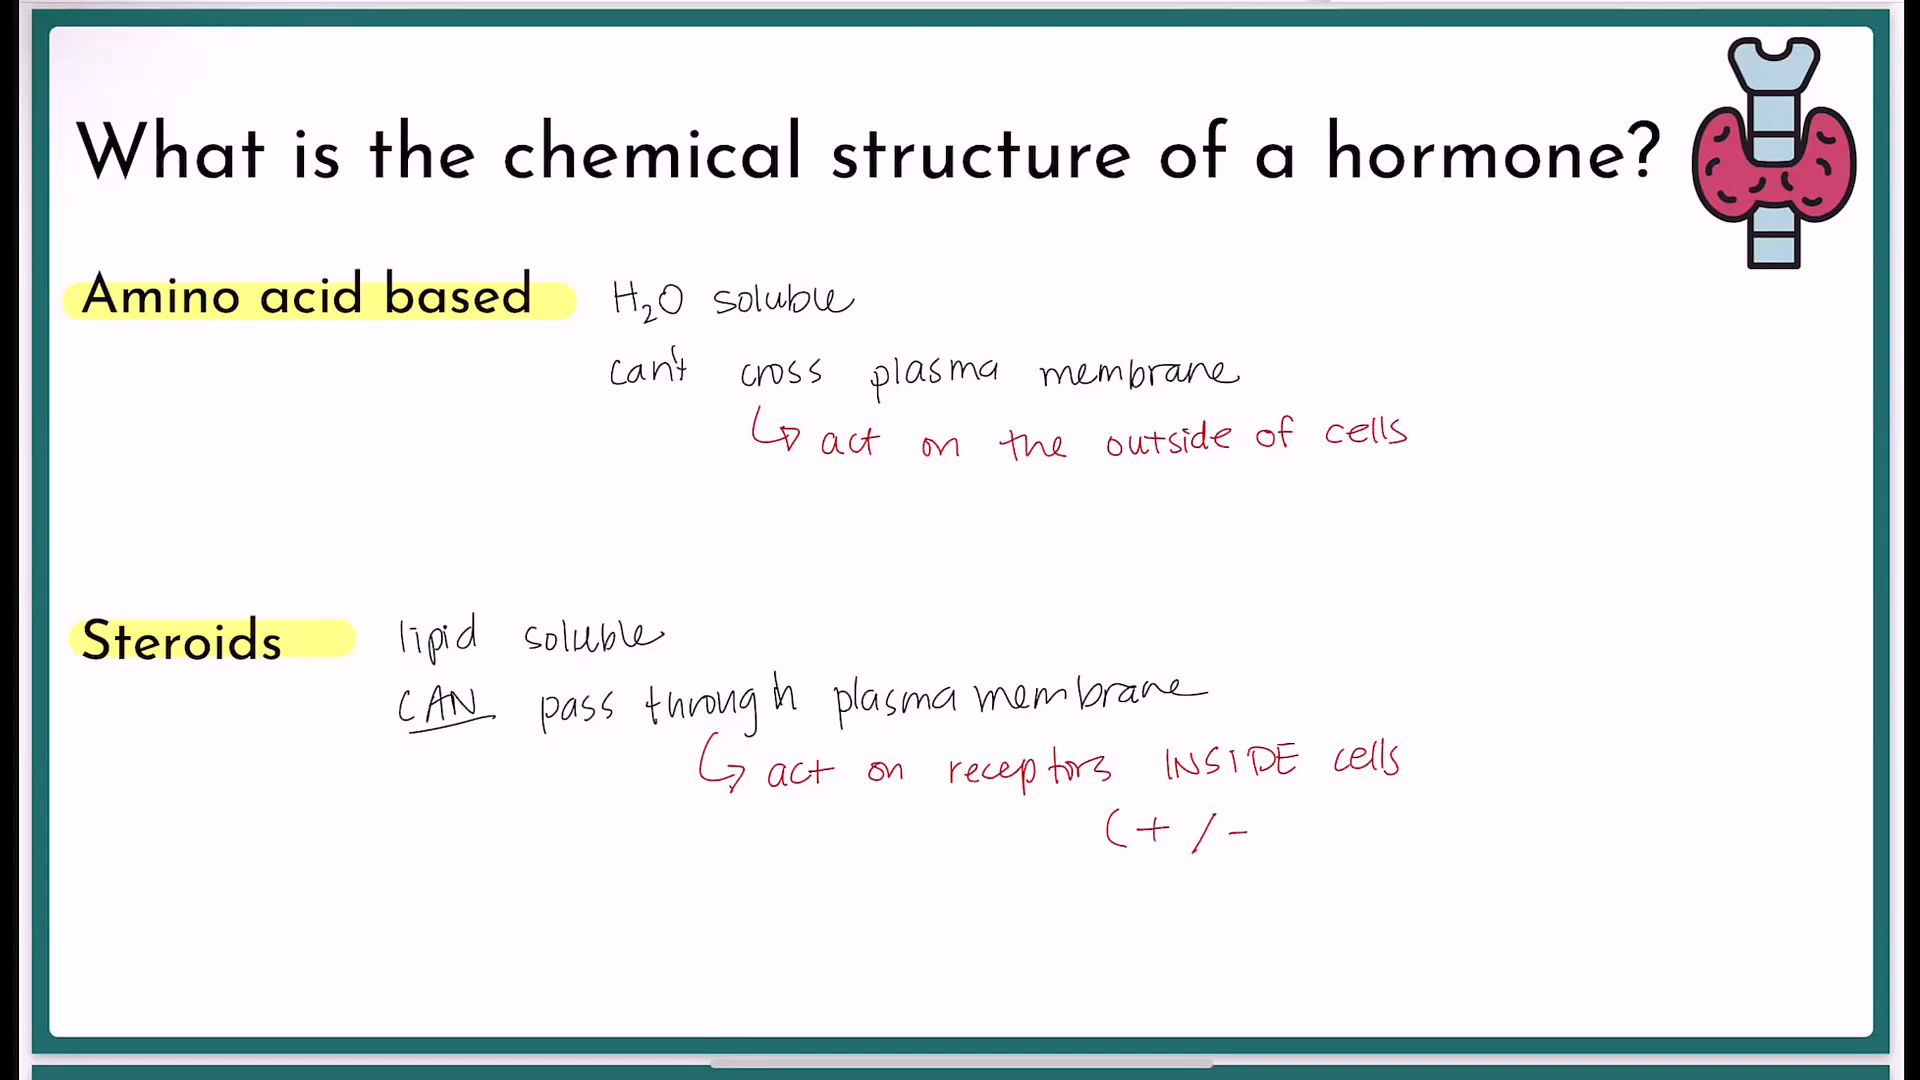 What is the chemical structure of a hormone?
Amino acid based H₂O soluble
can't cross plasma membrane
↳ act on the outside of cells
Steroids lipid soluble
CAN pass through plasma membrane
↳ act on receptors INSIDE cells
(+/-